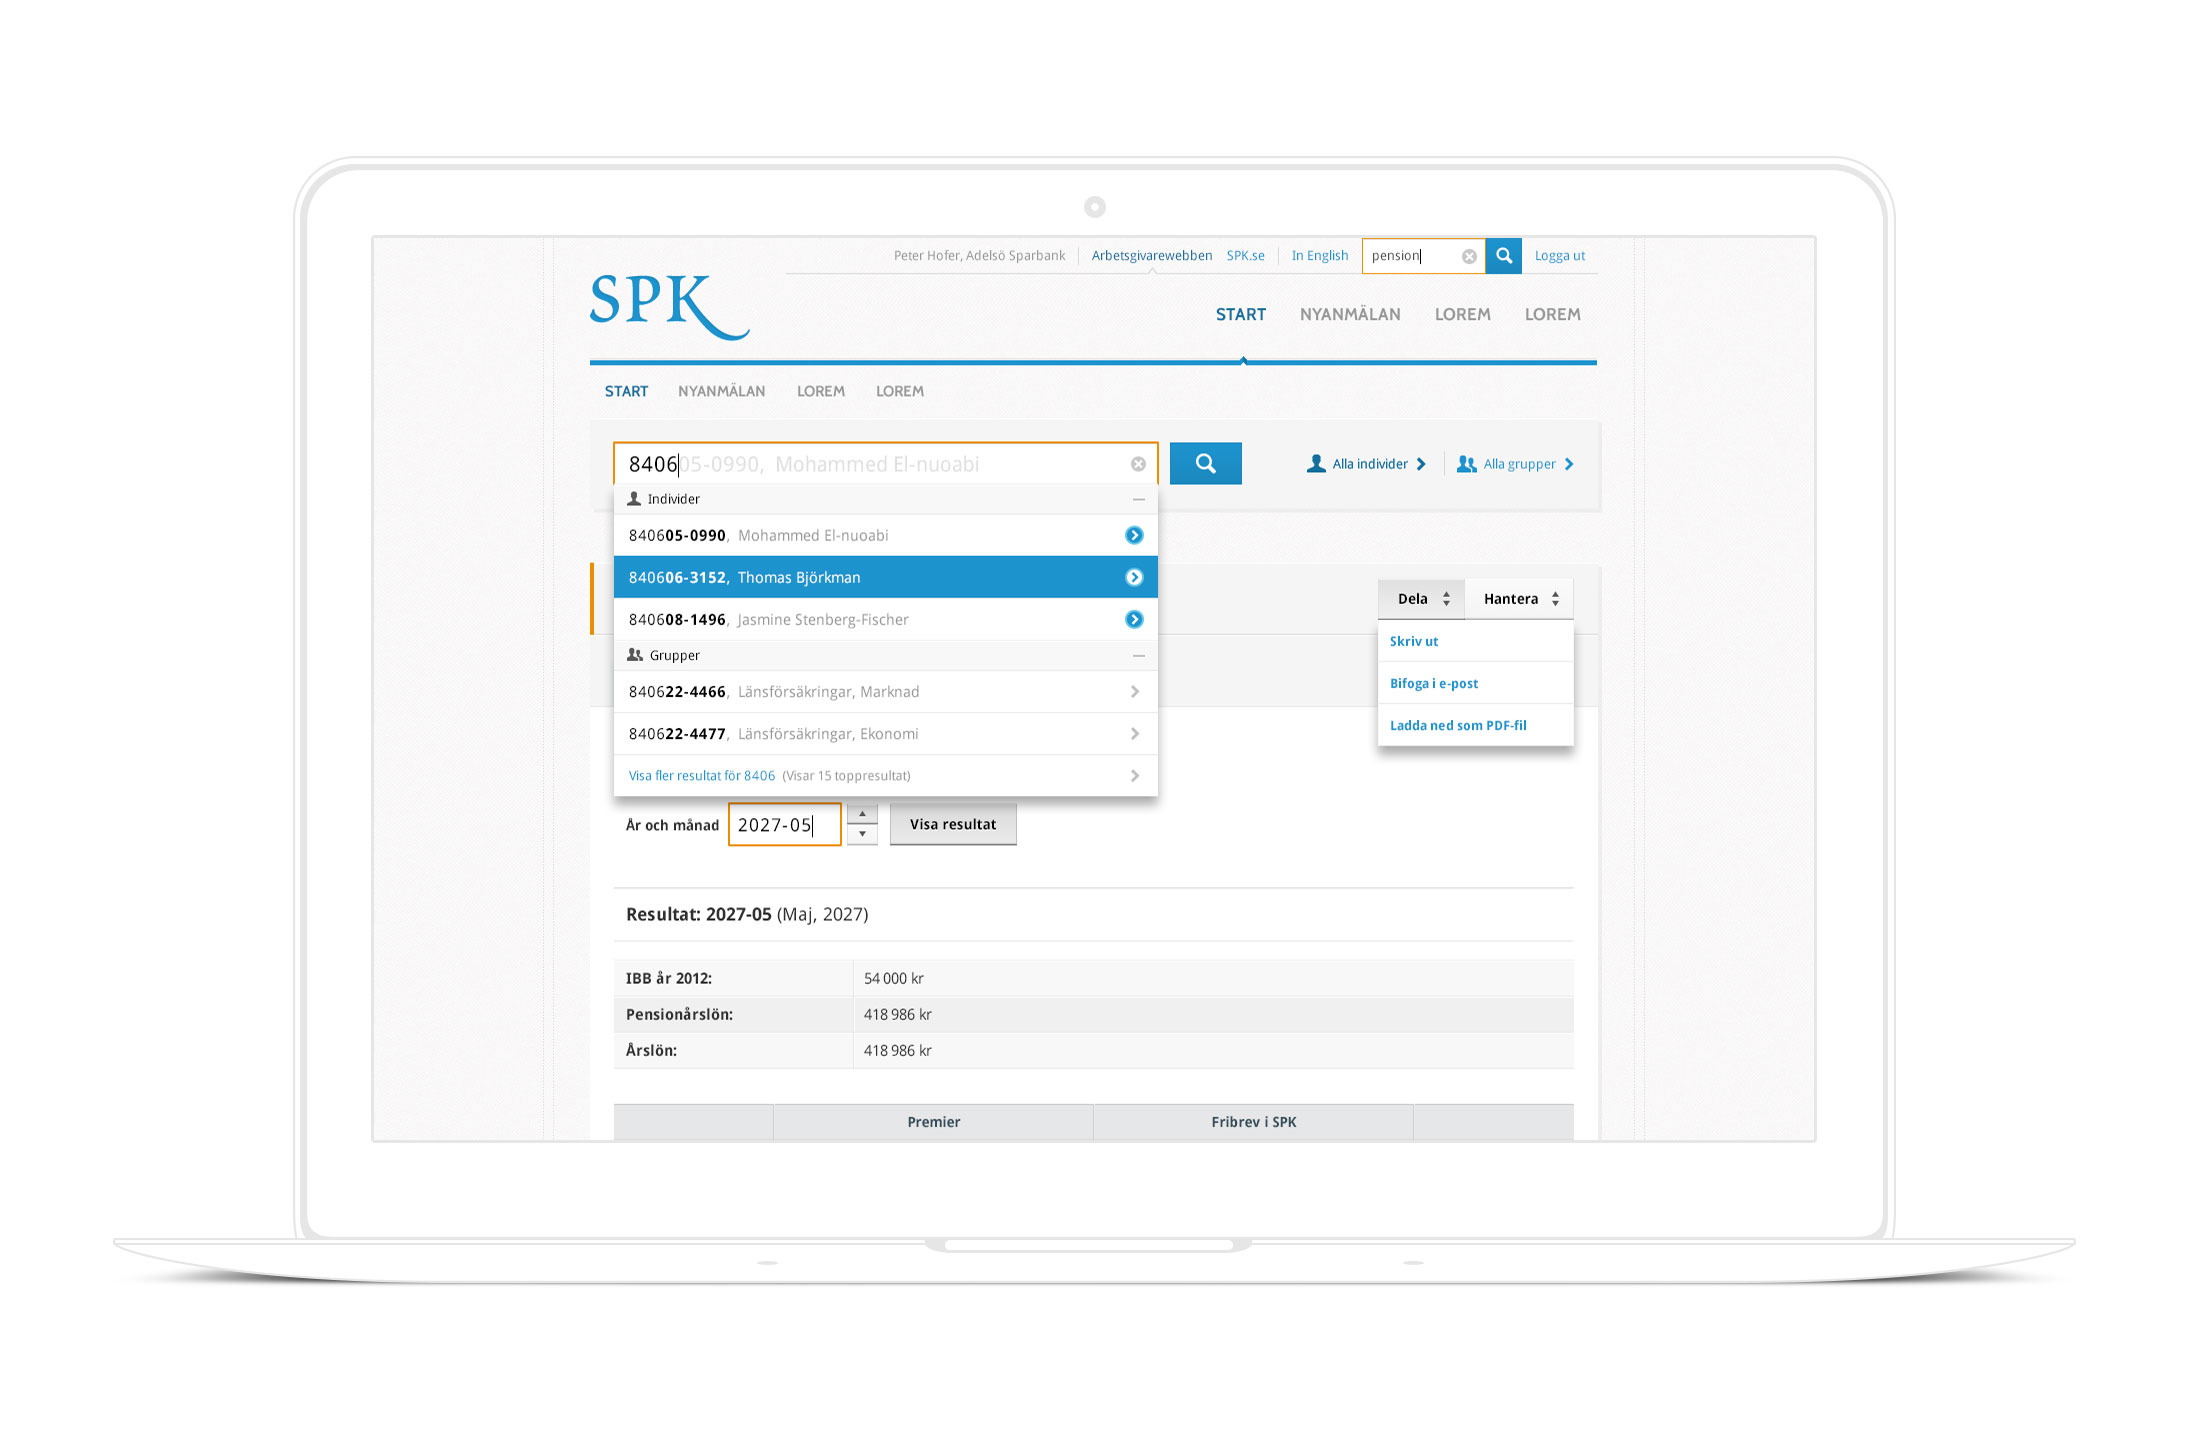 Peter Hofer, Adelsö Sparbank Arbetsgivarewebben SPK.se In English pension Logga ut
SPK
START NYANMÄLAN LOREM LOREM
START NYANMÄLAN LOREM LOREM
840605-0990, Mohammed El-nuoabi
Alla individer Alla grupper
Individer
840605-0990, Mohammed El-nuoabi
840606-3152, Thomas Björkman
840608-1496, Jasmine Stenberg-Fischer
Grupper
840622-4466, Länsförsäkringar, Marknad
840622-4477, Länsförsäkringar, Ekonomi
Visa fler resultat för 8406 (Visar 15 toppresultat)
Dela Hantera
Skriv ut
Bifoga i e-post
Ladda ned som PDF-fil
År och månad 2027-05 Visa resultat
Resultat: 2027-05 (Maj, 2027)
IBB år 2012: 54 000 kr
Pensionårslön: 418 986 kr
Årslön: 418 986 kr
Premier Fribrev i SPK